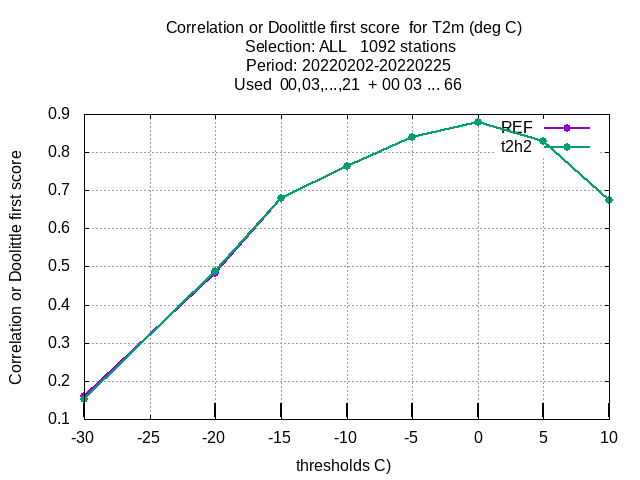 Correlation or Doolittle first score  for T2m (deg C)
Selection: ALL   1092 stations
Period: 20220202-20220225
Used  00,03,...,21  + 00 03 ... 66
Correlation or Doolittle first score
0.9
0.8
0.7
0.6
0.5
0.4
0.3
0.2
0.1
REF
t2h2
-30 -25 -20 -15 -10 -5 0 5 10
thresholds C)